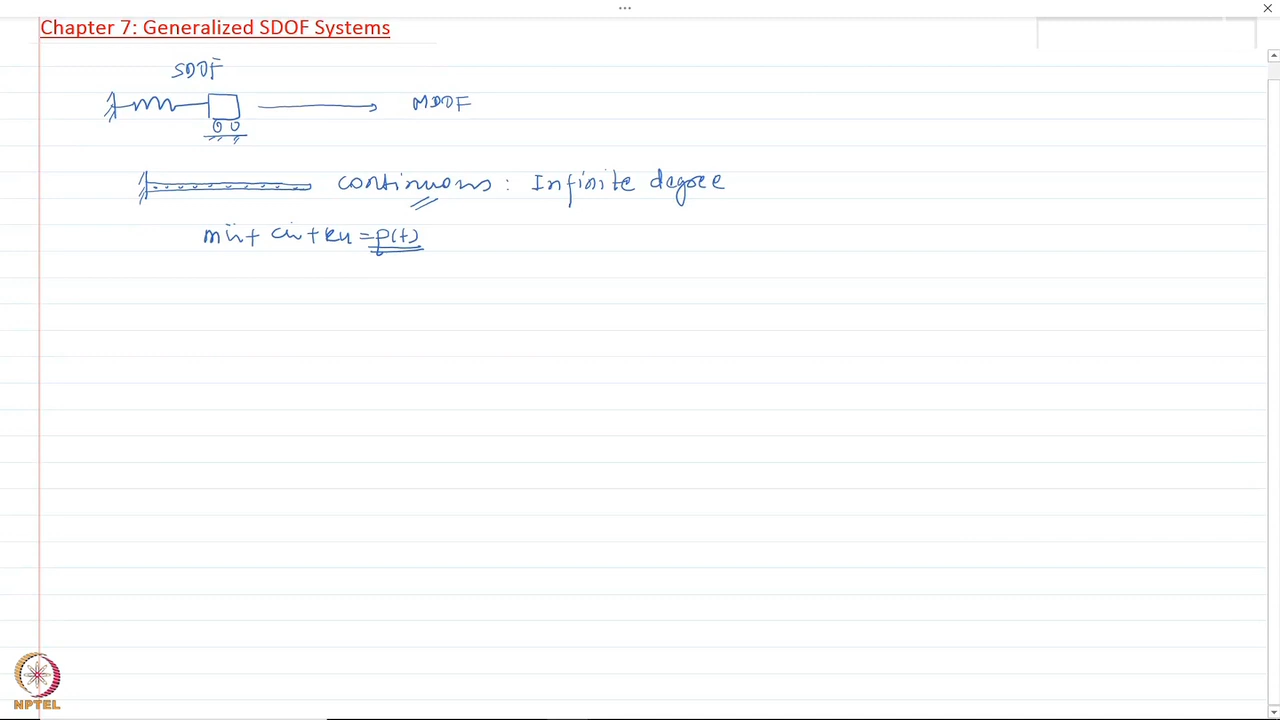 Chapter 7: Generalized SDOF Systems
SDOF
MDOF
continuous: Infinite degree
mü + cu̇ + ku = p(t)
NPTEL